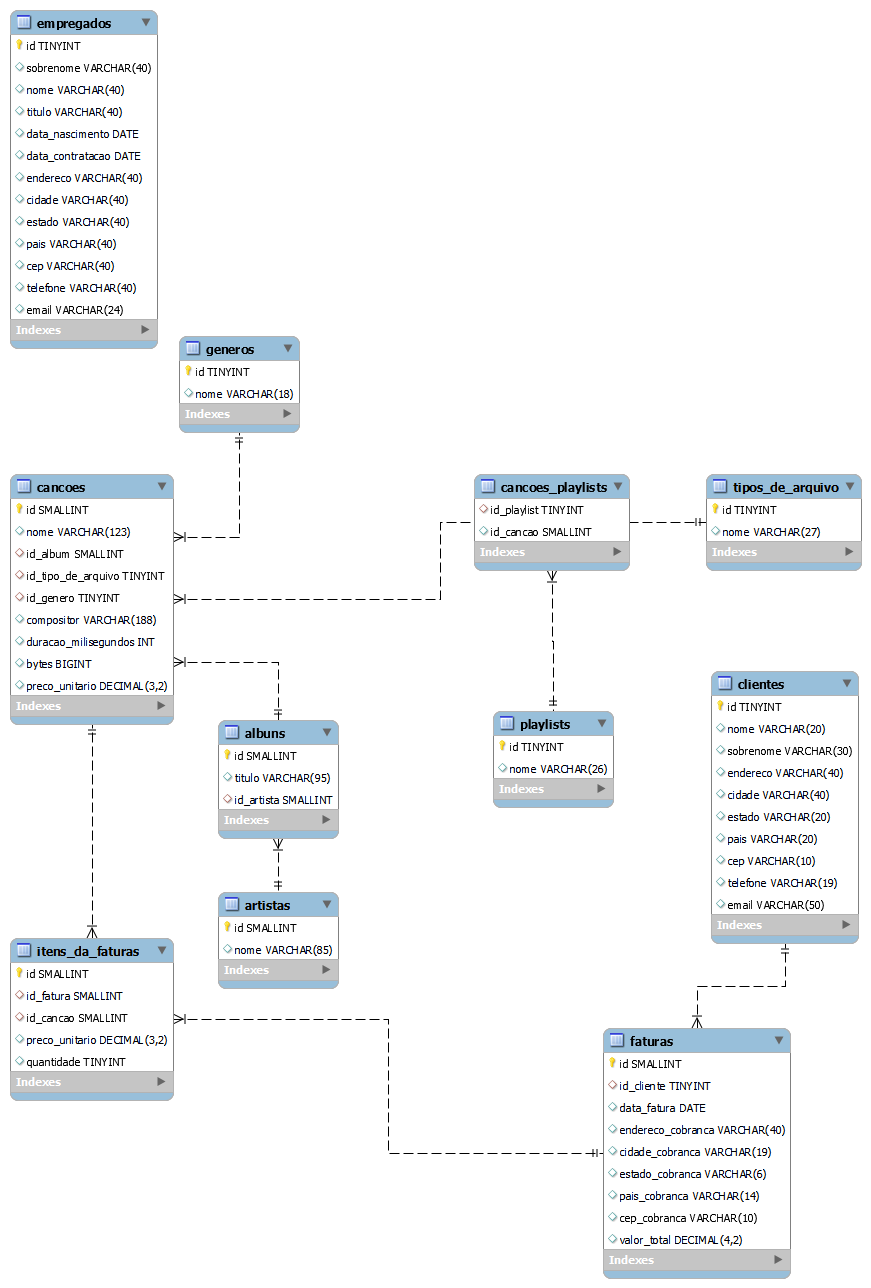 empregados
id TINYINT
sobrenome VARCHAR(40)
nome VARCHAR(40)
titulo VARCHAR(40)
data_nascimento DATE
data_contratacao DATE
endereco VARCHAR(40)
cidade VARCHAR(40)
estado VARCHAR(40)
pais VARCHAR(40)
cep VARCHAR(40)
telefone VARCHAR(40)
email VARCHAR(24)
Indexes
generos
id TINYINT
nome VARCHAR(18)
Indexes
cancoes
id SMALLINT
nome VARCHAR(123)
id_album SMALLINT
id_tipo_de_arquivo TINYINT
id_genero TINYINT
compositor VARCHAR(188)
duracao_milisegundos INT
bytes BIGINT
preco_unitario DECIMAL(3,2)
Indexes
cancoes_playlists
id_playlist TINYINT
id_cancao SMALLINT
Indexes
tipos_de_arquivo
id TINYINT
nome VARCHAR(27)
Indexes
albuns
id SMALLINT
titulo VARCHAR(95)
id_artista SMALLINT
Indexes
playlists
id TINYINT
nome VARCHAR(26)
Indexes
clientes
id TINYINT
nome VARCHAR(20)
sobrenome VARCHAR(30)
endereco VARCHAR(40)
cidade VARCHAR(40)
estado VARCHAR(20)
pais VARCHAR(20)
cep VARCHAR(10)
telefone VARCHAR(19)
email VARCHAR(50)
Indexes
artistas
id SMALLINT
nome VARCHAR(85)
Indexes
itens_da_faturas
id SMALLINT
id_fatura SMALLINT
id_cancao SMALLINT
preco_unitario DECIMAL(3,2)
quantidade TINYINT
Indexes
faturas
id SMALLINT
id_cliente TINYINT
data_fatura DATE
endereco_cobranca VARCHAR(40)
cidade_cobranca VARCHAR(19)
estado_cobranca VARCHAR(6)
pais_cobranca VARCHAR(14)
cep_cobranca VARCHAR(10)
valor_total DECIMAL(4,2)
Indexes